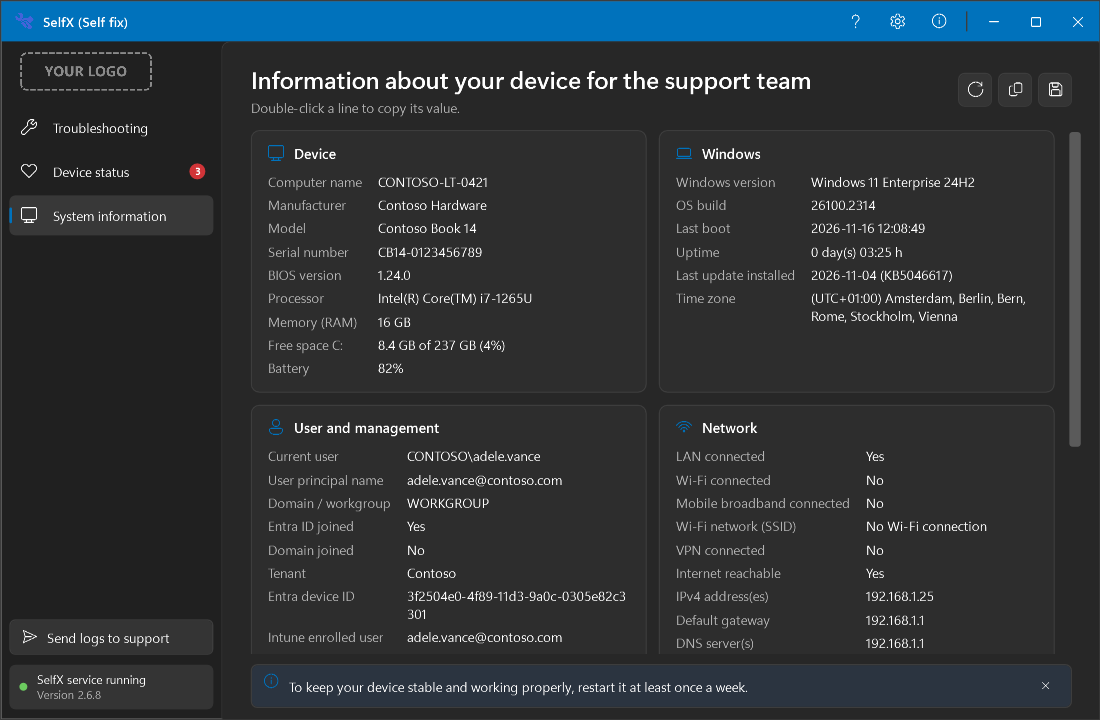 SelfX (Self fix)
YOUR LOGO
Troubleshooting
Device status
3
System information
Send logs to support
SelfX service running
Version 2.6.8
Information about your device for the support team
Double-click a line to copy its value.
Device
Computer name CONTOSO-LT-0421
Manufacturer Contoso Hardware
Model Contoso Book 14
Serial number CB14-0123456789
BIOS version 1.24.0
Processor Intel(R) Core(TM) i7-1265U
Memory (RAM) 16 GB
Free space C: 8.4 GB of 237 GB (4%)
Battery 82%
Windows
Windows version Windows 11 Enterprise 24H2
OS build 26100.2314
Last boot 2026-11-16 12:08:49
Uptime 0 day(s) 03:25 h
Last update installed 2026-11-04 (KB5046617)
Time zone (UTC+01:00) Amsterdam, Berlin, Bern,
Rome, Stockholm, Vienna
User and management
Current user CONTOSO\adele.vance
User principal name adele.vance@contoso.com
Domain / workgroup WORKGROUP
Entra ID joined Yes
Domain joined No
Tenant Contoso
Entra device ID 3f2504e0-4f89-11d3-9a0c-0305e82c3
301
Intune enrolled user adele.vance@contoso.com
Network
LAN connected Yes
Wi-Fi connected No
Mobile broadband connected No
Wi-Fi network (SSID) No Wi-Fi connection
VPN connected No
Internet reachable Yes
IPv4 address(es) 192.168.1.25
Default gateway 192.168.1.1
DNS server(s) 192.168.1.1
To keep your device stable and working properly, restart it at least once a week.